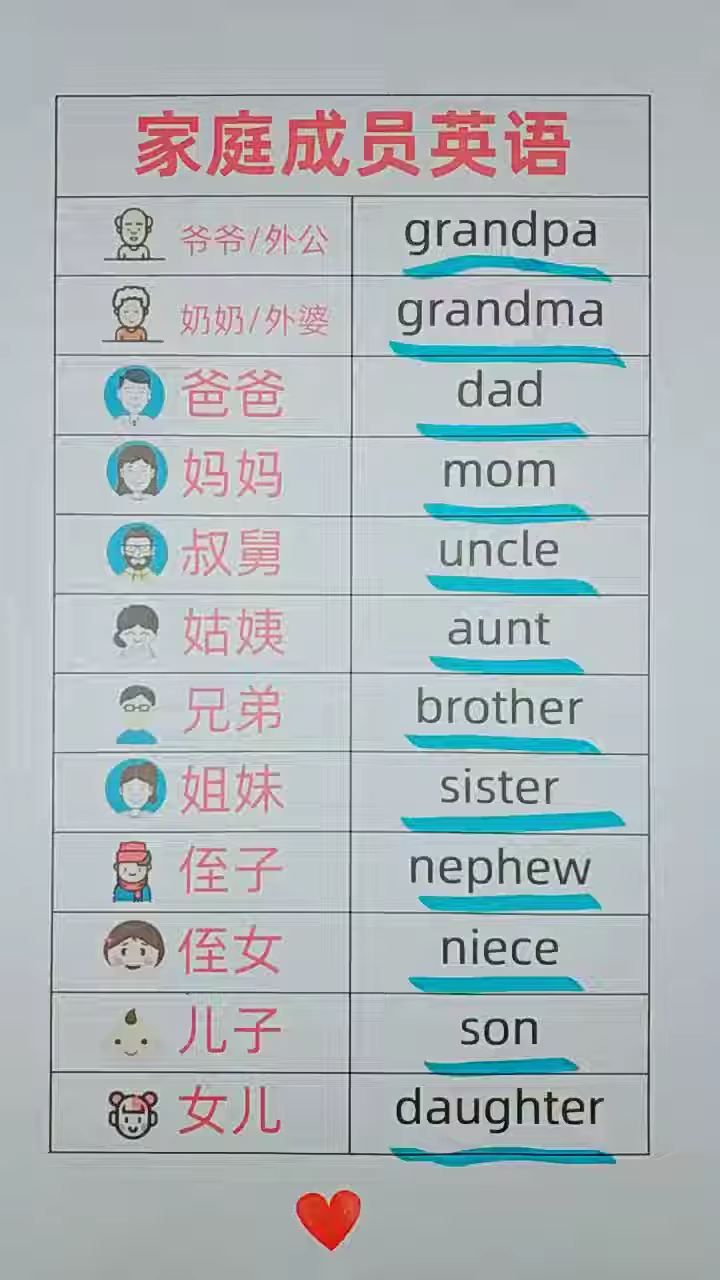 家庭成员英语
爷爷/外公 grandpa
奶奶/外婆 grandma
爸爸 dad
妈妈 mom
叔舅 uncle
姑姨 aunt
兄弟 brother
姐妹 sister
侄子 nephew
侄女 niece
儿子 son
女儿 daughter